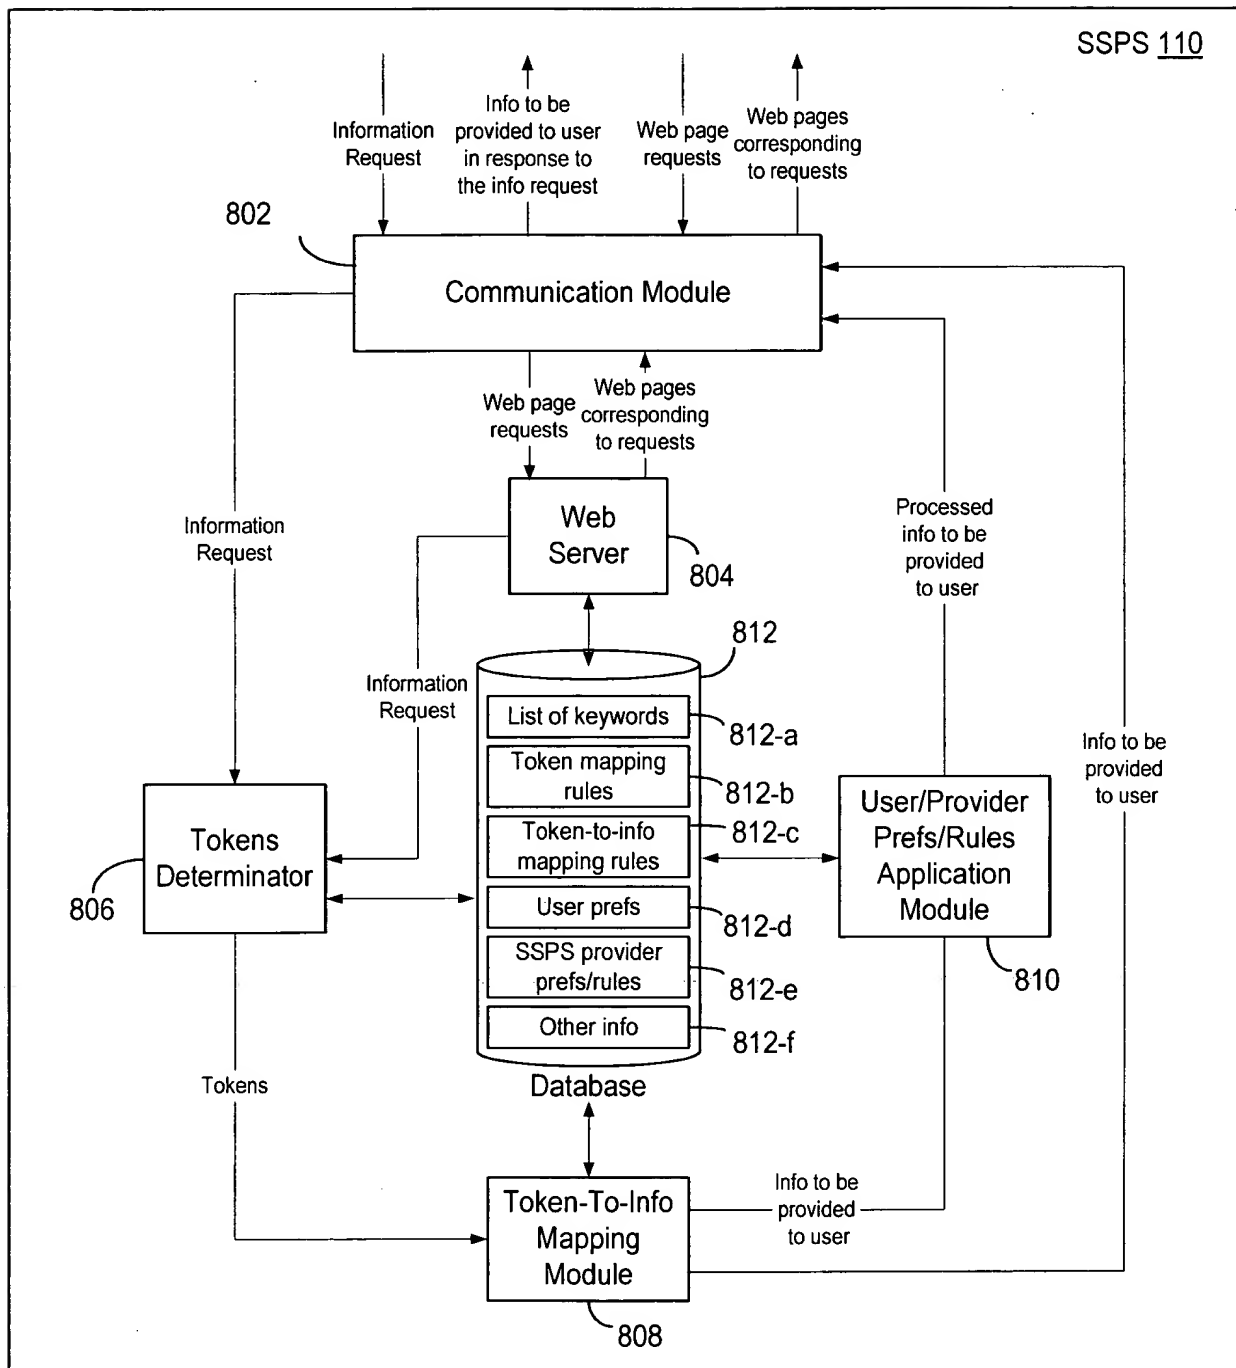 SSPS 110
Information
Request
Info to be
provided to user
in response to
the info request
Web page
requests
Web pages
corresponding
to requests
802
Communication Module
Web page
requests
Web pages
corresponding
to requests
Information
Request
Web
Server
804
Processed
info to be
provided
to user
Information
Request
812
List of keywords
812-a
Token mapping
rules
812-b
Token-to-info
mapping rules
812-c
User prefs
812-d
SSPS provider
prefs/rules
812-e
Other info
812-f
Database
Tokens
Determinator
806
User/Provider
Prefs/Rules
Application
Module
810
Info to be
provided
to user
Tokens
Token-To-Info
Mapping
Module
808
Info to be
provided
to user